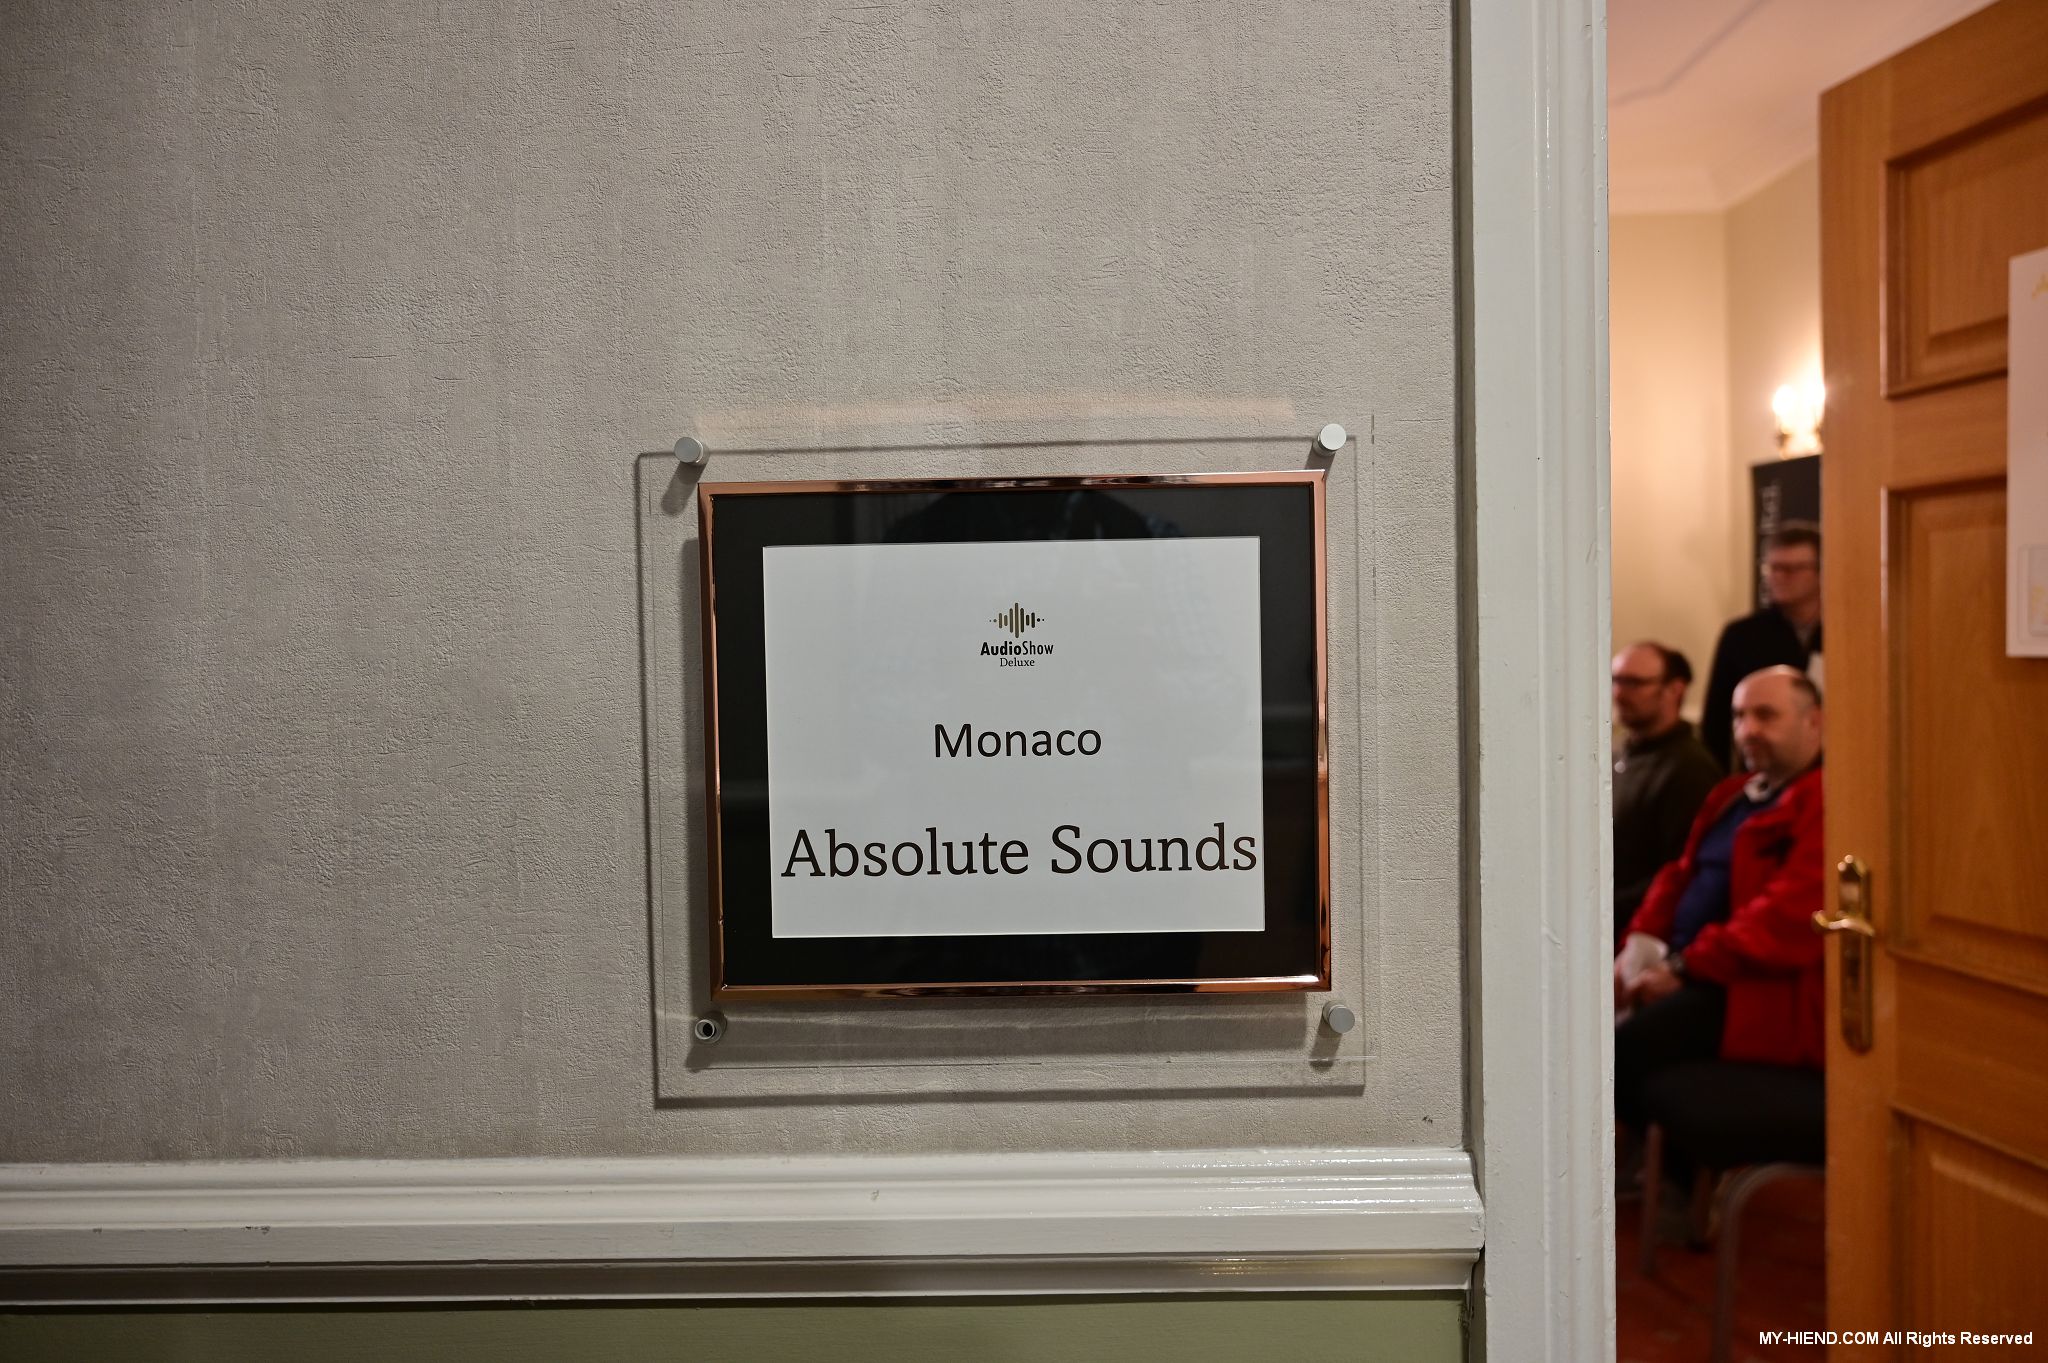 AudioShow
Deluxe
Monaco
Absolute Sounds
MY-HIEND.COM All Rights Reserved